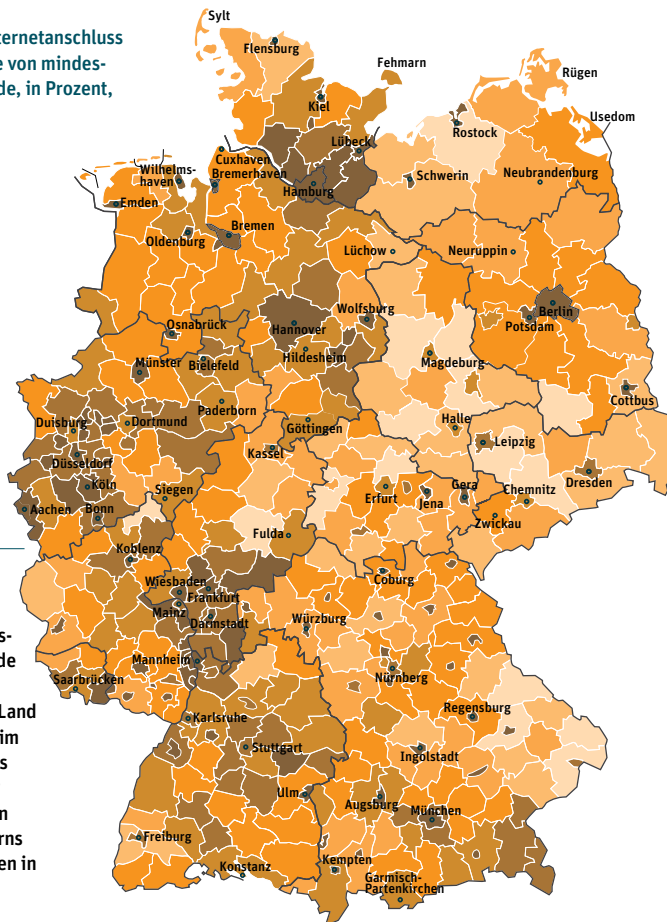 ternetanschluss
e von mindes-
de, in Prozent,
Sylt
Flensburg
Fehmarn
Rügen
Kiel
Usedom
Rostock
Lübeck
Cuxhaven
Wilhelms-
haven
Bremerhaven
Schwerin
Neubrandenburg
Hamburg
Emden
Bremen
Oldenburg
Lüchow
Neuruppin
Wolfsburg
Berlin
Osnabrück
Hannover
Potsdam
Hildesheim
Magdeburg
Münster
Bielefeld
Cottbus
Paderborn
Duisburg
Dortmund
Göttingen
Halle
Leipzig
Kassel
Düsseldorf
Dresden
Köln
Siegen
Erfurt
Gera
Jena
Chemnitz
Aachen
Bonn
Zwickau
Fulda
Koblenz
Coburg
Wiesbaden
Frankfurt
Mainz
Würzburg
Darmstadt
s-
de
Mannheim
Nürnberg
Saarbrücken
Land
im
s
Regensburg
Karlsruhe
Stuttgart
Ingolstadt
Ulm
Augsburg
München
n
rns
en in
Freiburg
Konstanz
Kempten
Garmisch-
Partenkirchen